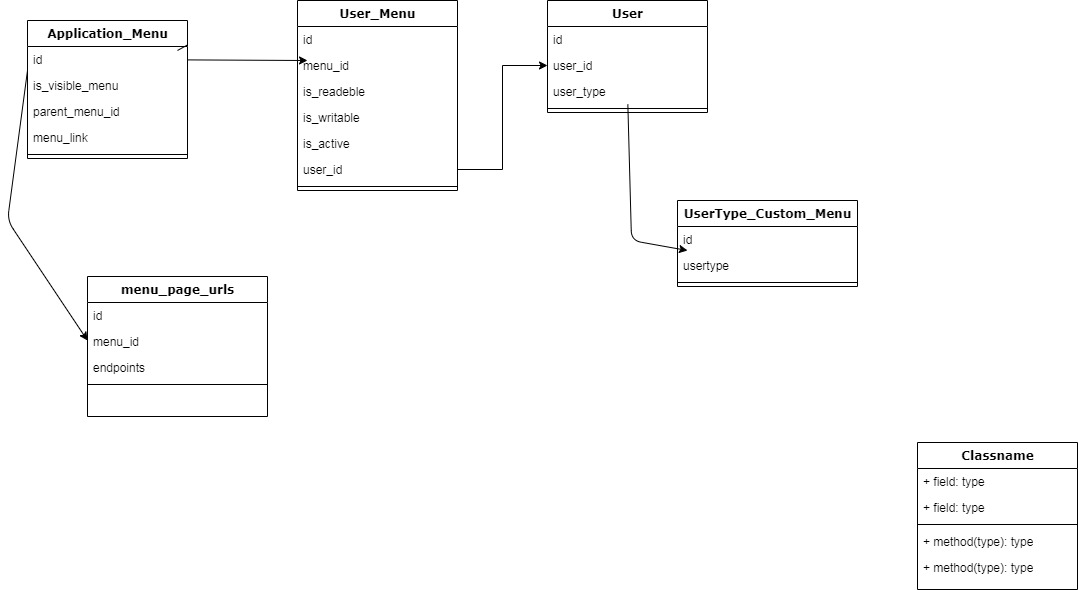 Application_Menu
id
is_visible_menu
parent_menu_id
menu_link
User_Menu
id
menu_id
is_readeble
is_writable
is_active
user_id
User
id
user_id
user_type
UserType_Custom_Menu
id
usertype
menu_page_urls
id
menu_id
endpoints
Classname
+ field: type
+ field: type
+ method(type): type
+ method(type): type